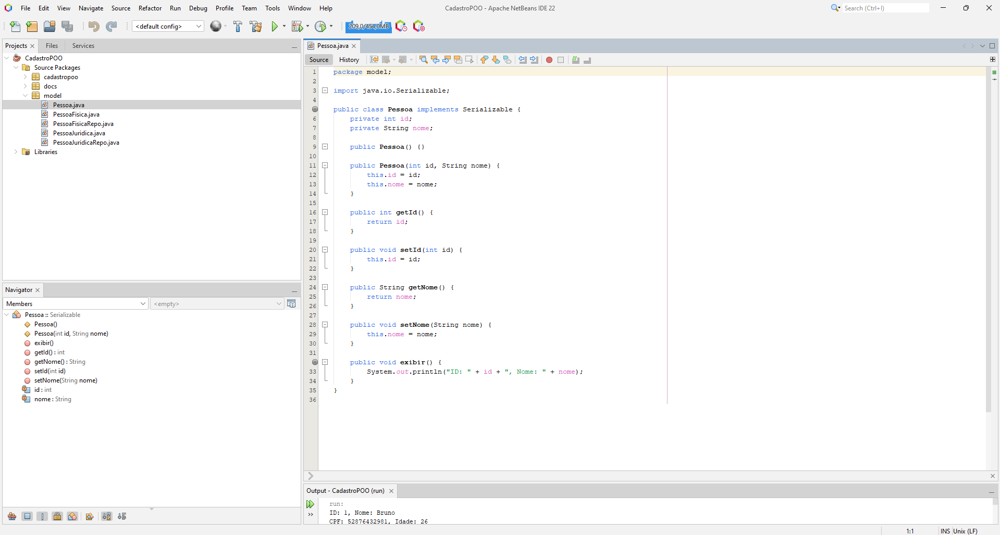 File Edit View Navigate Source Refactor Run Debug Profile Team Tools Window Help
CadastroPOO - Apache NetBeans IDE 22
Search (Ctrl+I)
<default config>
209,0/454,0MB
Projects Files Services
CadastroPOO
Source Packages
cadastropoo
docs
model
Pessoa.java
PessoaFisica.java
PessoaFisicaRepo.java
PessoaJuridica.java
PessoaJuridicaRepo.java
Libraries
Navigator
Members
<empty>
Pessoa :: Serializable
Pessoa()
Pessoa(int id, String nome)
exibir()
getId() : int
getNome() : String
setId(int id)
setNome(String nome)
id : int
nome : String
Pessoa.java
Source History
1 package model;
2
3 import java.io.Serializable;
4
public class Pessoa implements Serializable {
6 private int id;
7 private String nome;
8
9 public Pessoa() {}
10
11 public Pessoa(int id, String nome) {
12 this.id = id;
13 this.nome = nome;
14 }
15
16 public int getId() {
17 return id;
18 }
19
20 public void setId(int id) {
21 this.id = id;
22 }
23
24 public String getNome() {
25 return nome;
26 }
27
28 public void setNome(String nome) {
29 this.nome = nome;
30 }
31
public void exibir() {
33 System.out.println("ID: " + id + ", Nome: " + nome);
34 }
35 }
36
Output - CadastroPOO (run)
run:
ID: 1, Nome: Bruno
CPF: 52876432981, Idade: 26
1:1 INS Unix (LF)